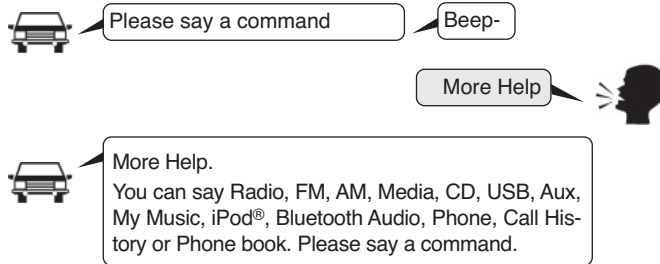 Please say a command
Beep-
More Help
More Help.
You can say Radio, FM, AM, Media, CD, USB, Aux,
My Music, iPod®, Bluetooth Audio, Phone, Call His-
tory or Phone book. Please say a command.